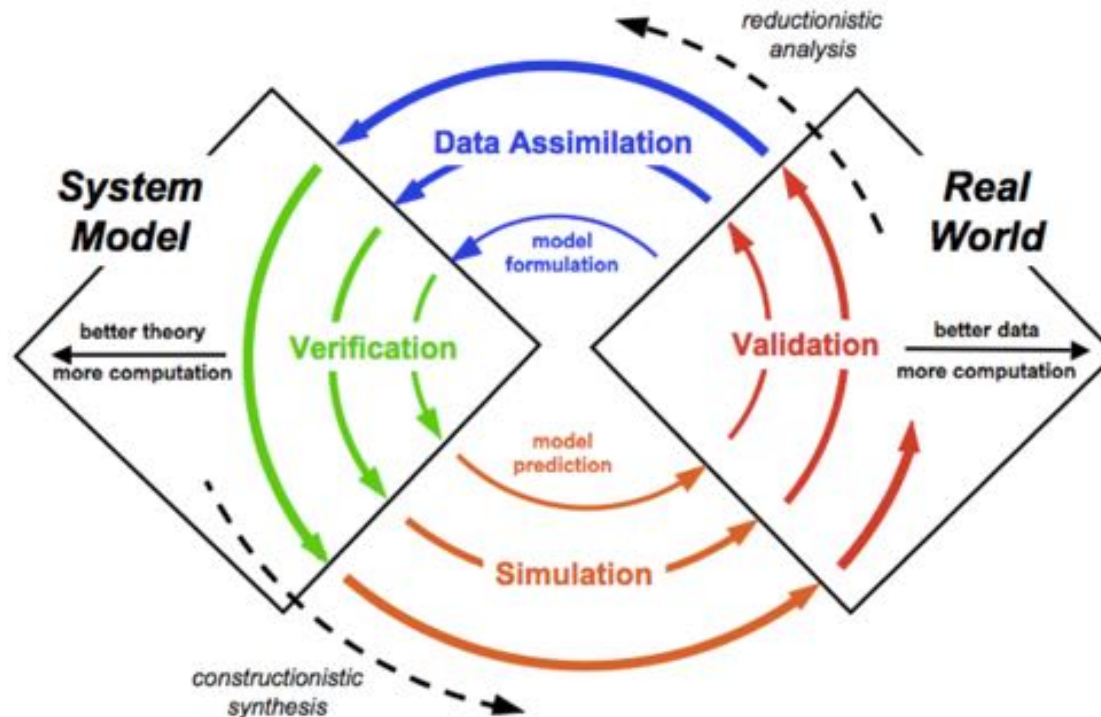 reductionistic
analysis
Data Assimilation
System
Model
Real
World
model
formulation
better theory
more computation
Verification
Validation
better data
more computation
model
prediction
Simulation
constructionistic
synthesis